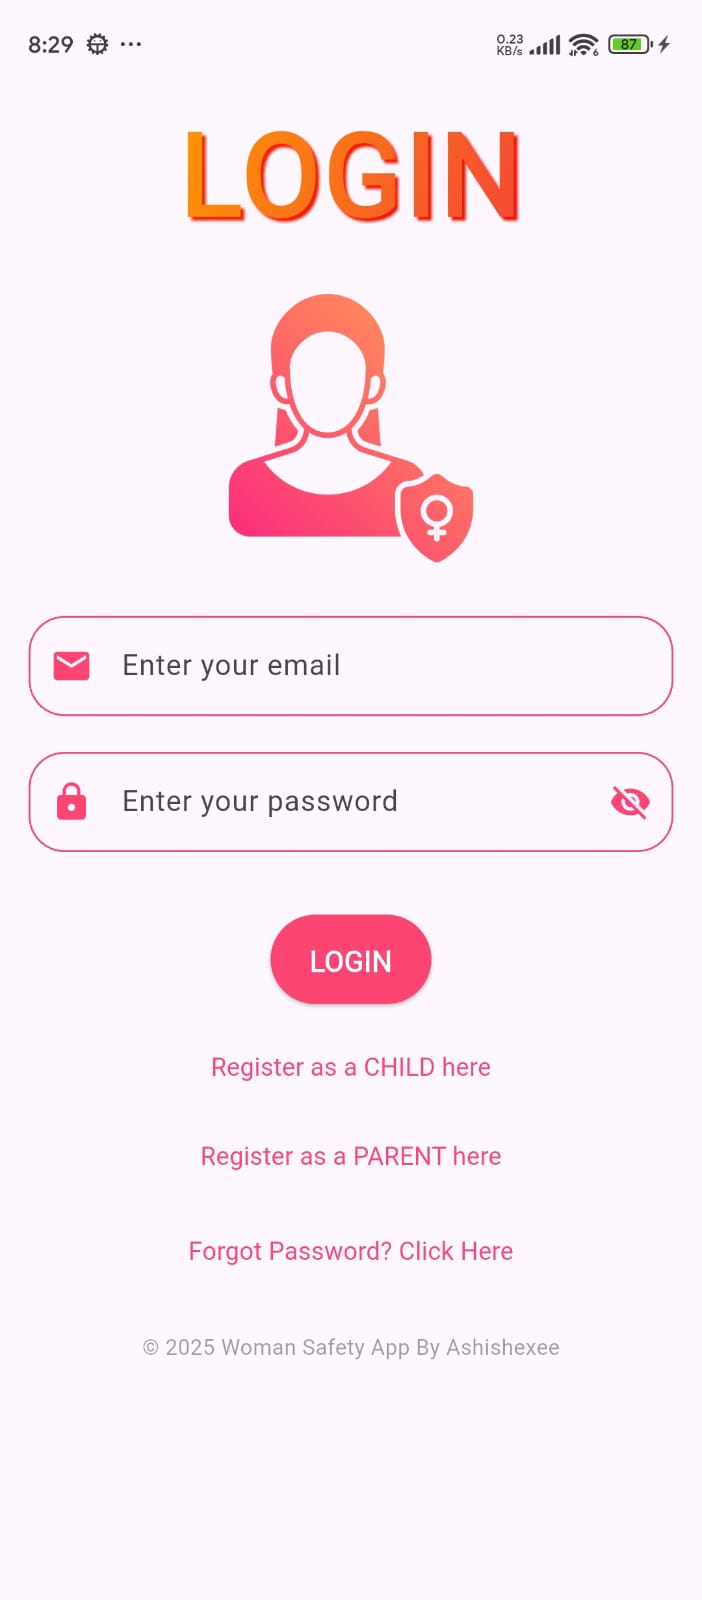 8:29 ... 0.23 KB/s 6 87
LOGIN
Enter your email
Enter your password
LOGIN
Register as a CHILD here
Register as a PARENT here
Forgot Password? Click Here
© 2025 Woman Safety App By Ashishexee